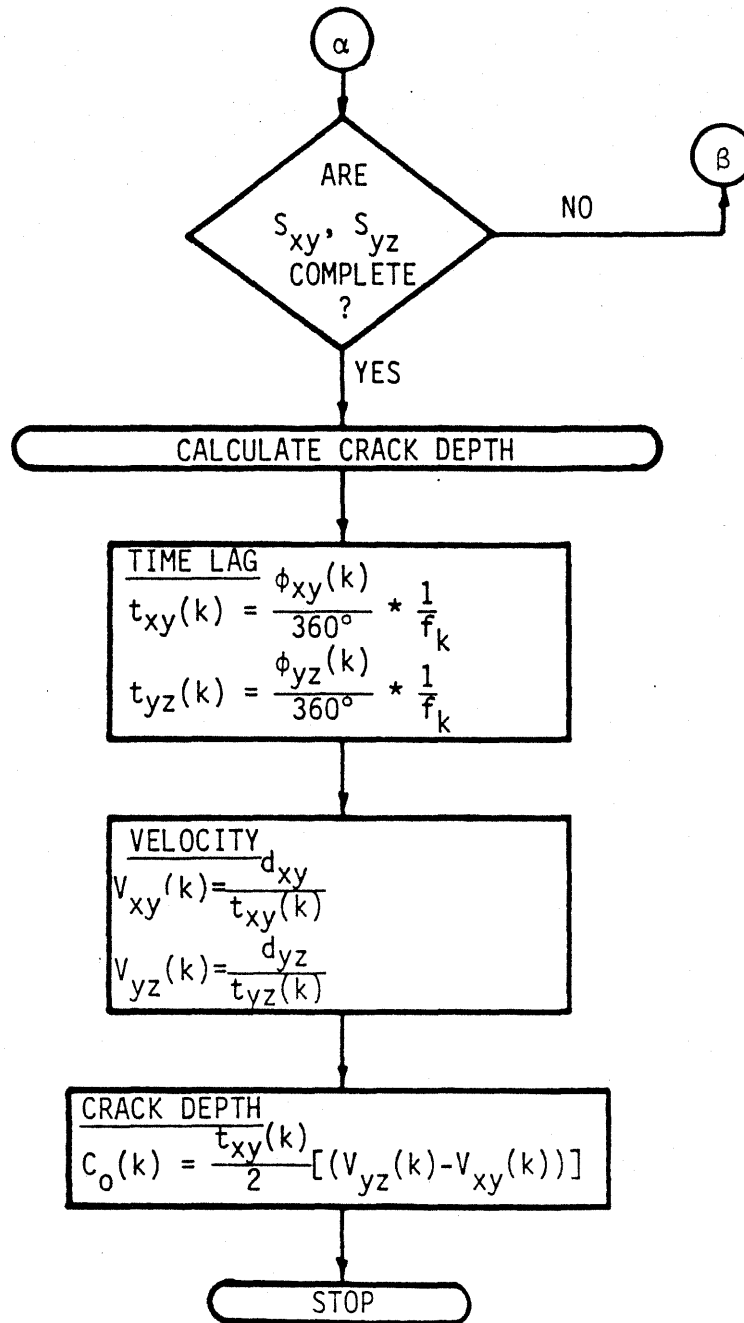 α
ARE
S_xy, S_yz
COMPLETE
?
NO
β
YES
CALCULATE CRACK DEPTH
TIME LAG
t_xy(k) = ϕ_xy(k)/360° * 1/f_k
t_yz(k) = ϕ_yz(k)/360° * 1/f_k
VELOCITY
V_xy(k)=d_xy/t_xy(k)
V_yz(k)=d_yz/t_yz(k)
CRACK DEPTH
C_o(k) = t_xy(k)/2 [(V_yz(k)-V_xy(k))]
STOP